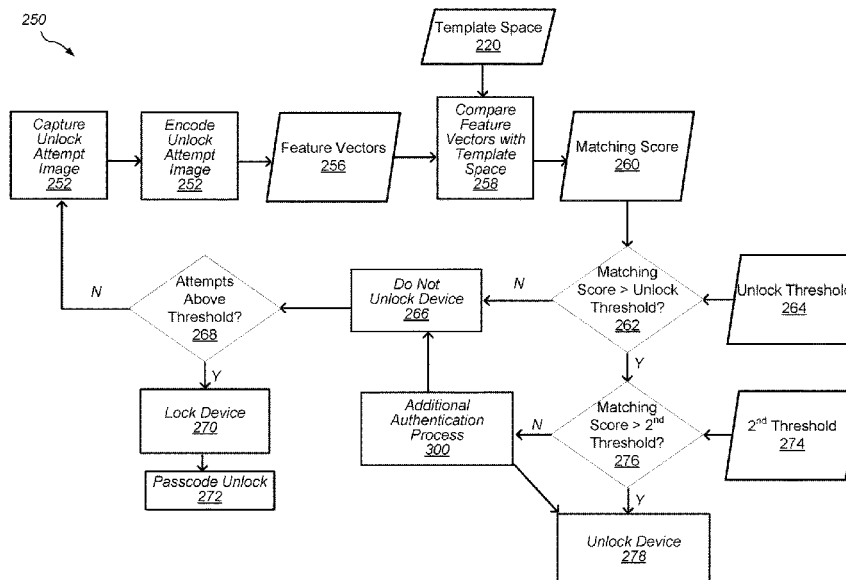 250
Template Space
220
Capture
Unlock
Attempt
Image
252
Encode
Unlock
Attempt
Image
252
Feature Vectors
256
Compare
Feature
Vectors with
Template
Space
258
Matching Score
260
Matching
Score > Unlock
Threshold?
262
Unlock Threshold
264
N
Do Not
Unlock Device
266
Attempts
Above
Threshold?
268
N
Y
Lock Device
270
Passcode Unlock
272
Y
Matching
Score > 2nd
Threshold?
276
2nd Threshold
274
N
Additional
Authentication
Process
300
Y
Unlock Device
278